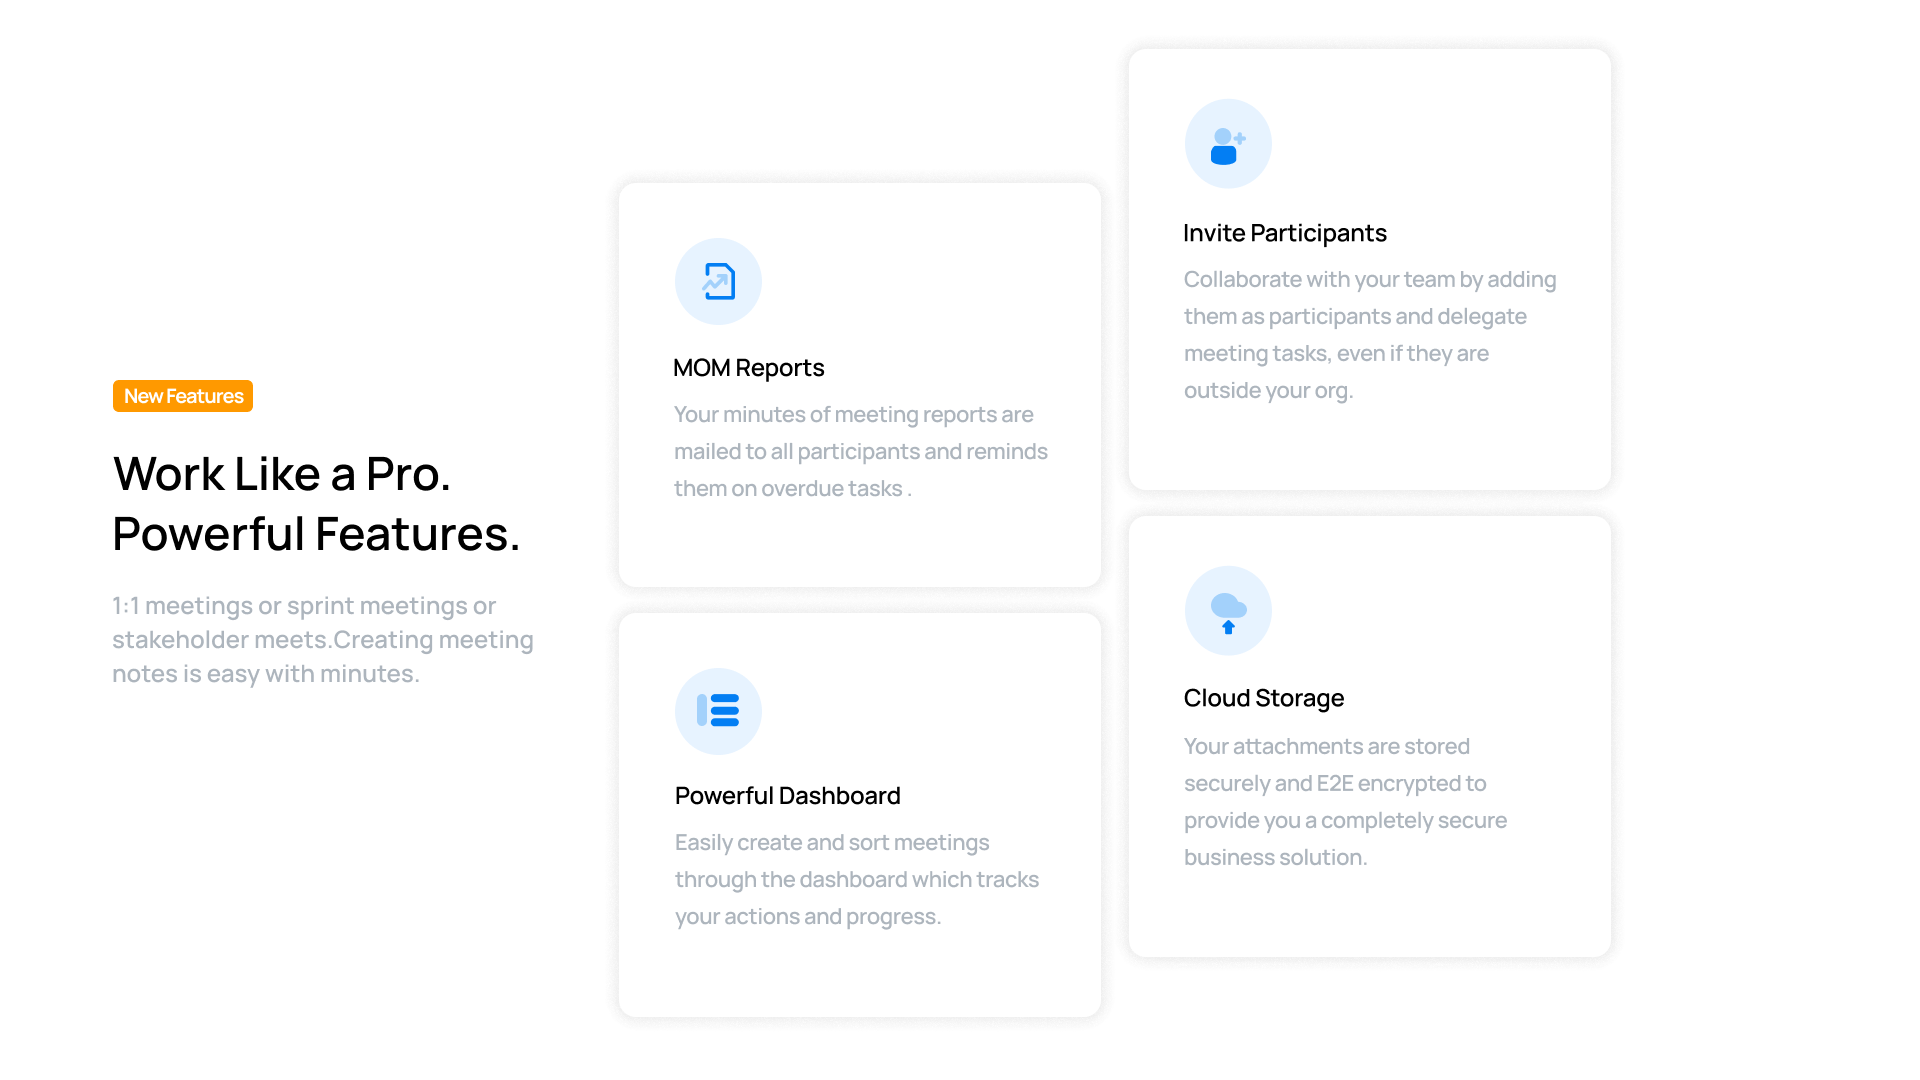 New Features
Work Like a Pro.
Powerful Features.
1:1 meetings or sprint meetings or
stakeholder meets.Creating meeting
notes is easy with minutes.
MOM Reports
Your minutes of meeting reports are
mailed to all participants and reminds
them on overdue tasks .
Powerful Dashboard
Easily create and sort meetings
through the dashboard which tracks
your actions and progress.
Invite Participants
Collaborate with your team by adding
them as participants and delegate
meeting tasks, even if they are
outside your org.
Cloud Storage
Your attachments are stored
securely and E2E encrypted to
provide you a completely secure
business solution.